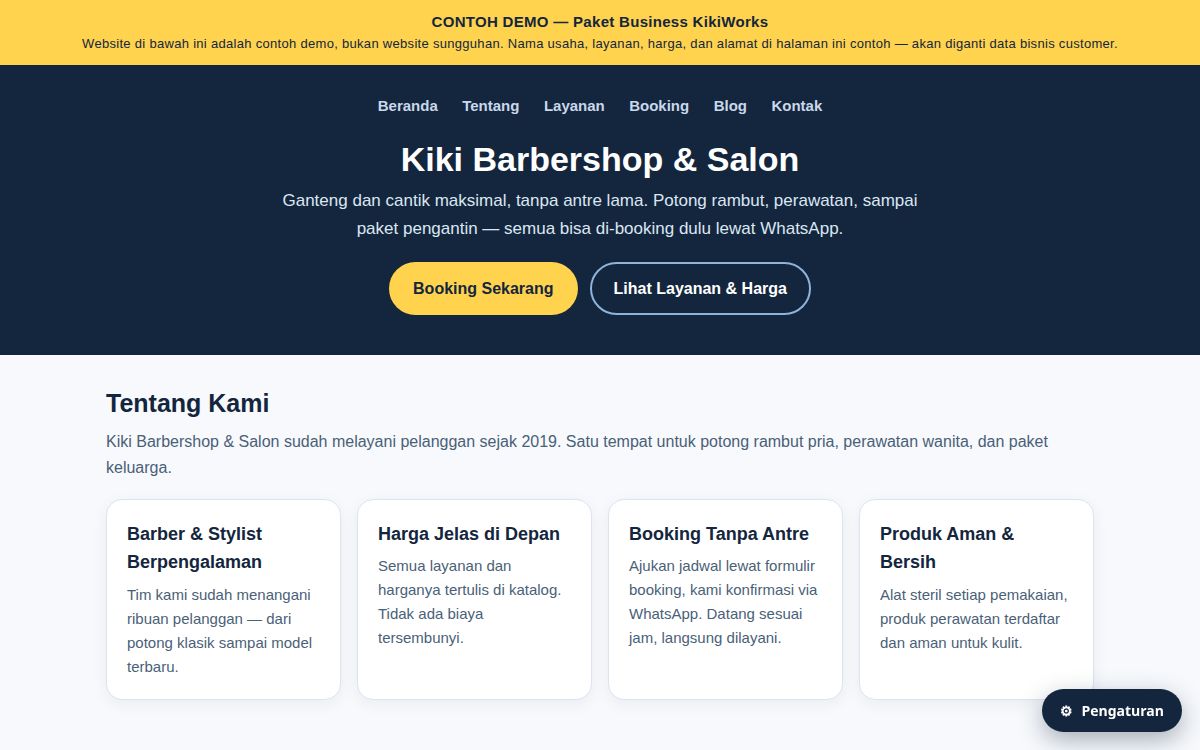 CONTOH DEMO — Paket Business KikiWorks
Website di bawah ini adalah contoh demo, bukan website sungguhan. Nama usaha, layanan, harga, dan alamat di halaman ini contoh — akan diganti data bisnis customer.
Beranda Tentang Layanan Booking Blog Kontak
Kiki Barbershop & Salon
Ganteng dan cantik maksimal, tanpa antre lama. Potong rambut, perawatan, sampai
paket pengantin — semua bisa di-booking dulu lewat WhatsApp.
Booking Sekarang Lihat Layanan & Harga
Tentang Kami
Kiki Barbershop & Salon sudah melayani pelanggan sejak 2019. Satu tempat untuk potong rambut pria, perawatan wanita, dan paket
keluarga.
Barber & Stylist
Berpengalaman
Tim kami sudah menangani
ribuan pelanggan — dari
potong klasik sampai model
terbaru.
Harga Jelas di Depan
Semua layanan dan
harganya tertulis di katalog.
Tidak ada biaya
tersembunyi.
Booking Tanpa Antre
Ajukan jadwal lewat formulir
booking, kami konfirmasi via
WhatsApp. Datang sesuai
jam, langsung dilayani.
Produk Aman &
Bersih
Alat steril setiap pemakaian,
produk perawatan terdaftar
dan aman untuk kulit.
⚙ Pengaturan